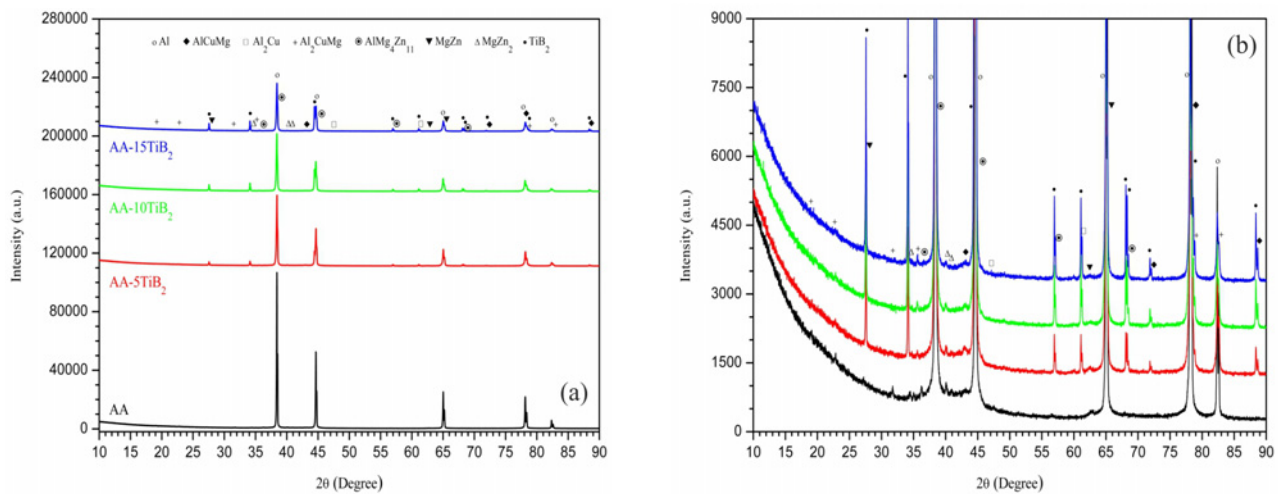 280000
240000
200000
160000
120000
80000
40000
0
Intensity (a.u.)
Al AlCuMg Al2Cu Al2CuMg AlMg4Zn11 MgZn MgZn2 TiB2
AA-15TiB2
AA-10TiB2
AA-5TiB2
AA
(a)
10 15 20 25 30 35 40 45 50 55 60 65 70 75 80 85 90
2θ (Degree)
9000
7500
6000
4500
3000
1500
0
Intensity (a.u.)
(b)
10 15 20 25 30 35 40 45 50 55 60 65 70 75 80 85 90
2θ (Degree)